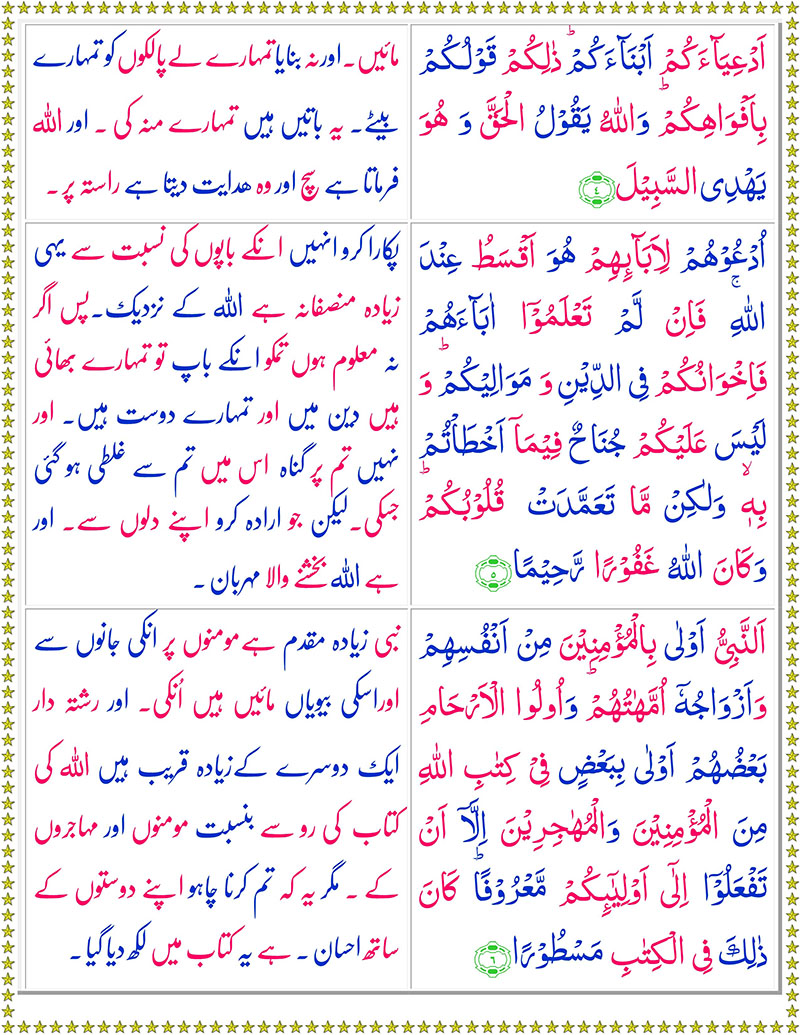 اَدۡعِيَآءَكُمۡ اَبۡنَآءَكُمۡ‌ؕ ذٰلِكُمۡ قَوۡلُكُمۡ
بِاَفۡوَاهِكُمۡ‌ؕ وَاللّٰهُ يَقُوۡلُ الۡحَقَّ وَ هُوَ
يَهۡدِى السَّبِيۡلَ ۴
مائیں۔ اور نہ بنایا تمہارے لے پالکوں کو تمہارے
بیٹے۔ یہ باتیں ہیں تمہارے منہ کی ۔ اور اللہ
فرماتا ہے سچ اور وہ ھدایت دیتا ہے راستہ پر ۔
اُدۡعُوۡهُمۡ لِاٰبَآئِهِمۡ هُوَ اَقۡسَطُ عِنۡدَ
اللّٰهِ‌ۚ فَاِنۡ لَّمۡ تَعۡلَمُوۡۤا اٰبَآءَهُمۡ
فَاِخۡوَانُكُمۡ فِى الدِّيۡنِ وَ مَوَالِيۡكُمۡ‌ؕ وَ
لَيۡسَ عَلَيۡكُمۡ جُنَاحٌ فِيۡمَاۤ اَخۡطَاۡتُمۡ
بِهٖۙ وَلٰكِنۡ مَّا تَعَمَّدَتۡ قُلُوۡبُكُمۡ‌ؕ
وَكَانَ اللّٰهُ غَفُوۡرًا رَّحِيۡمًا ۵
پکارا کرو انہیں انکے باپوں کی نسبت سے یہی
زیادہ منصفانہ ہے اللہ کے نزدیک۔ پس اگر
نہ معلوم ہوں تمکو انکے باپ تو تمہارے بھائی
ہیں دین میں اور تمہارے دوست ہیں۔ اور
نہیں تم پر گناہ اس میں تم سے غلطی ہو گئی
جسکی۔ لیکن جو ارادہ کرو اپنے دلوں سے۔ اور
ہے اللہ بخشنے والا مہربان ۔
اَلنَّبِىُّ اَوۡلٰى بِالۡمُؤۡمِنِيۡنَ مِنۡ اَنۡفُسِهِمۡ
وَاَزۡوَاجُهٗۤ اُمَّهٰتُهُمۡ‌ؕ وَاُولُوا الۡاَرۡحَامِ
بَعۡضُهُمۡ اَوۡلٰى بِبَعۡضٍ فِىۡ كِتٰبِ اللّٰهِ
مِنَ الۡمُؤۡمِنِيۡنَ وَالۡمُهٰجِرِيۡنَ اِلَّاۤ اَنۡ
تَفۡعَلُوۡۤا اِلٰٓى اَوۡلِيٰٓٮِٕكُمۡ مَّعۡرُوۡفًا‌ؕ كَانَ
ذٰلِكَ فِى الۡكِتٰبِ مَسۡطُوۡرًا ۶
نبی زیادہ مقدم ہے مومنوں پر انکی جانوں سے
اور اسکی بیویاں مائیں ہیں اُنکی۔ اور رشتہ دار
ایک دوسرے کے زیادہ قریب ہیں اللہ کی
کتاب کی رو سے بنسبت مومنوں اور مہاجروں
کے ۔ مگر یہ کہ تم کرنا چاہو اپنے دوستوں کے
ساتھ احسان ۔ ہے یہ کتاب میں لکھ دیا گیا ۔